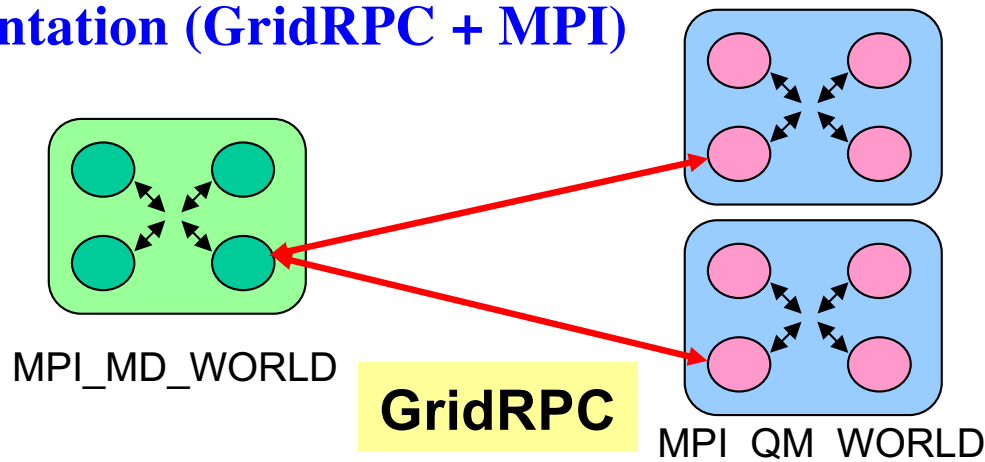 ntation (GridRPC + MPI)
MPI_MD_WORLD
GridRPC
MPI_QM_WORLD